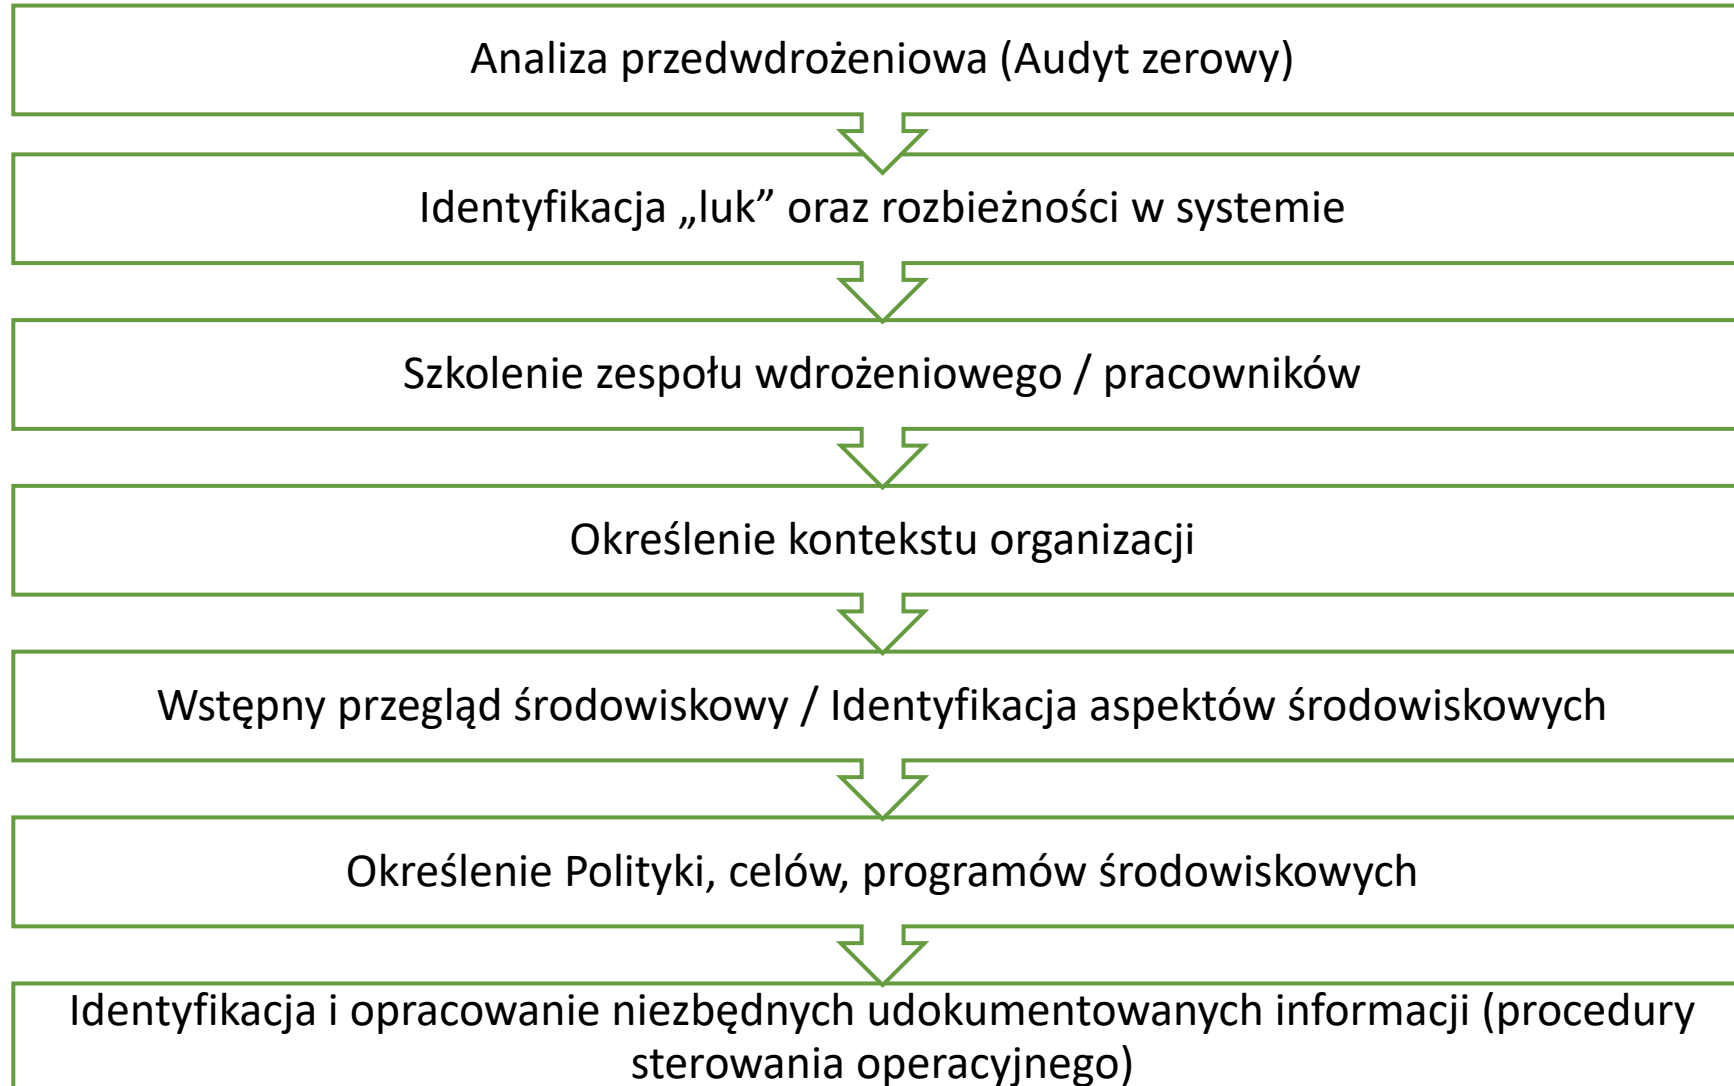 Analiza przedwdrożeniowa (Audyt zerowy)
Identyfikacja „luk” oraz rozbieżności w systemie
Szkolenie zespołu wdrożeniowego / pracowników
Określenie kontekstu organizacji
Wstępny przegląd środowiskowy / Identyfikacja aspektów środowiskowych
Określenie Polityki, celów, programów środowiskowych
Identyfikacja i opracowanie niezbędnych udokumentowanych informacji (procedury
sterowania operacyjnego)